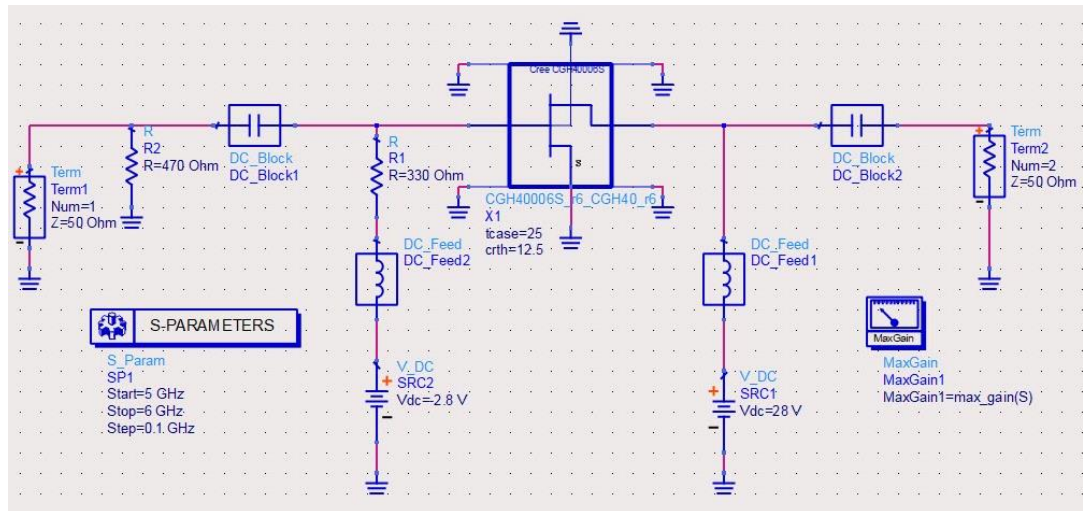 Cree CGH40006S
R
R2
R=470 Ohm
DC_Block
DC_Block1
R
R1
R=330 Ohm
S
CGH40006S_r6_CGH40_r6
X1
tcase=25
crth=12.5
DC_Block
DC_Block2
Term
Term1
Num=1
Z=50 Ohm
Term
Term2
Num=2
Z=50 Ohm
DC_Feed
DC_Feed2
DC_Feed
DC_Feed1
S-PARAMETERS
S_Param
SP1
Start=5 GHz
Stop=6 GHz
Step=0.1 GHz
V_DC
SRC2
Vdc=-2.8 V
V_DC
SRC1
Vdc=28 V
MaxGain
MaxGain
MaxGain1
MaxGain1=max_gain(S)